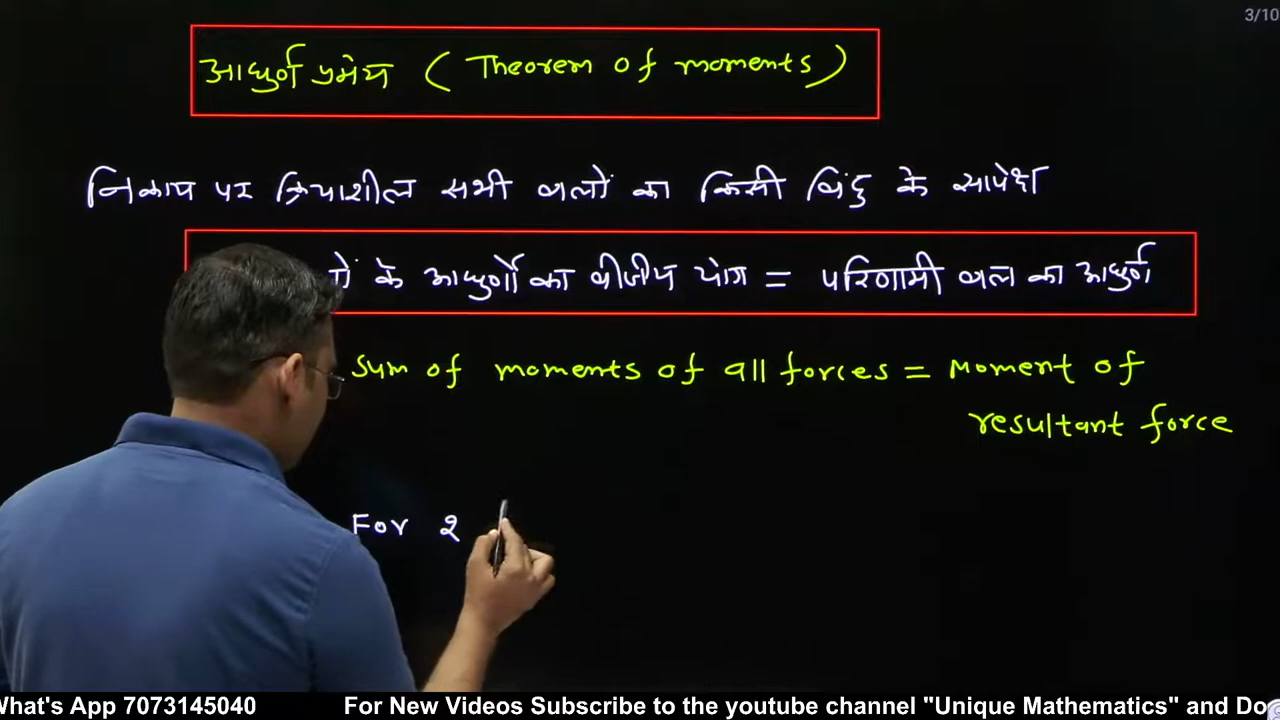 3/10
आघुर्ण प्रमेय ( Theorem of moments )
निकाय पर क्रियाशील सभी बलों का किसी बिंदु के सापेक्ष
के आघुर्णों का बीजीय योग = परिणामी बल का आघुर्ण
Sum of moments of all forces = Moment of
resultant force
For 2
What's App 7073145040 For New Videos Subscribe to the youtube channel "Unique Mathematics" and Do